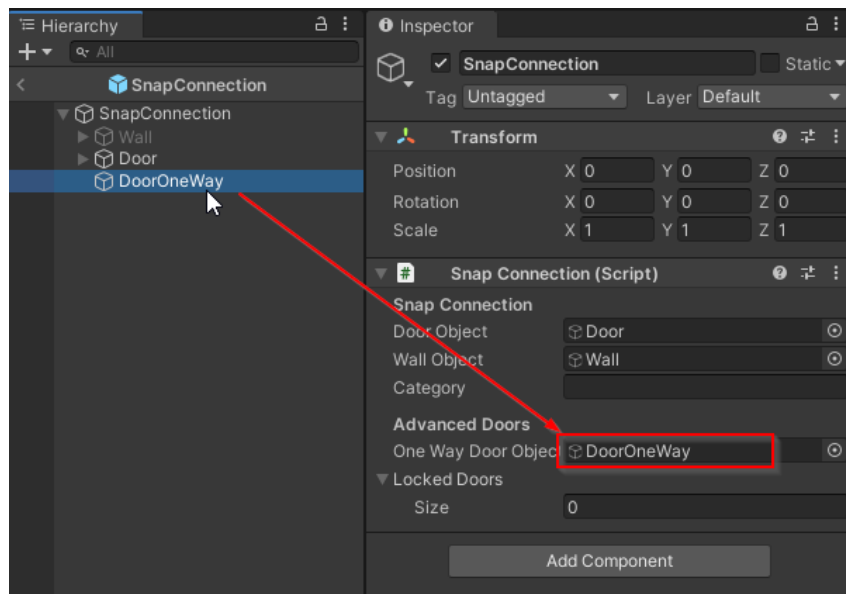 Hierarchy
All
SnapConnection
SnapConnection
Wall
Door
DoorOneWay
Inspector
SnapConnection
Static
Tag Untagged Layer Default
Transform
Position X 0 Y 0 Z 0
Rotation X 0 Y 0 Z 0
Scale X 1 Y 1 Z 1
# Snap Connection (Script)
Snap Connection
Door Object Door
Wall Object Wall
Category
Advanced Doors
One Way Door Objec DoorOneWay
Locked Doors
Size 0
Add Component